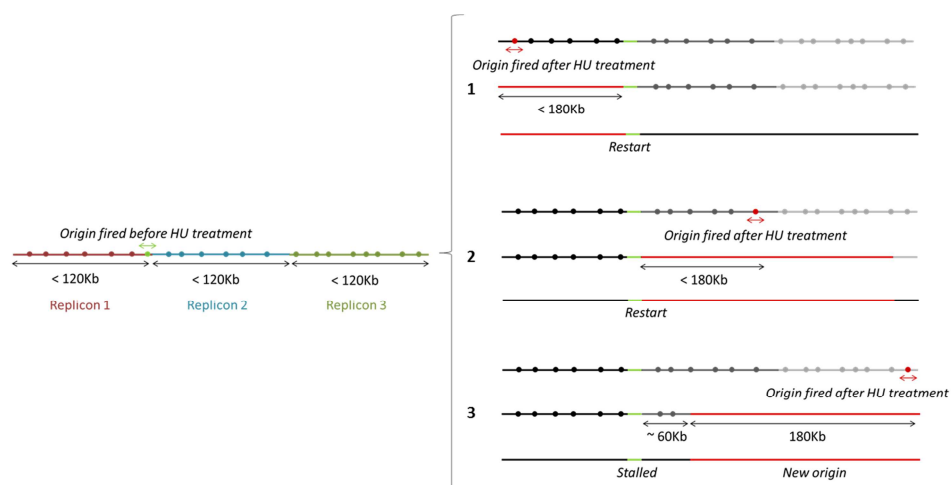 Origin fired before HU treatment
< 120Kb
< 120Kb
< 120Kb
Replicon 1
Replicon 2
Replicon 3
Origin fired after HU treatment
1
< 180Kb
Restart
Origin fired after HU treatment
2
< 180Kb
Restart
Origin fired after HU treatment
3
~ 60Kb
180Kb
Stalled
New origin